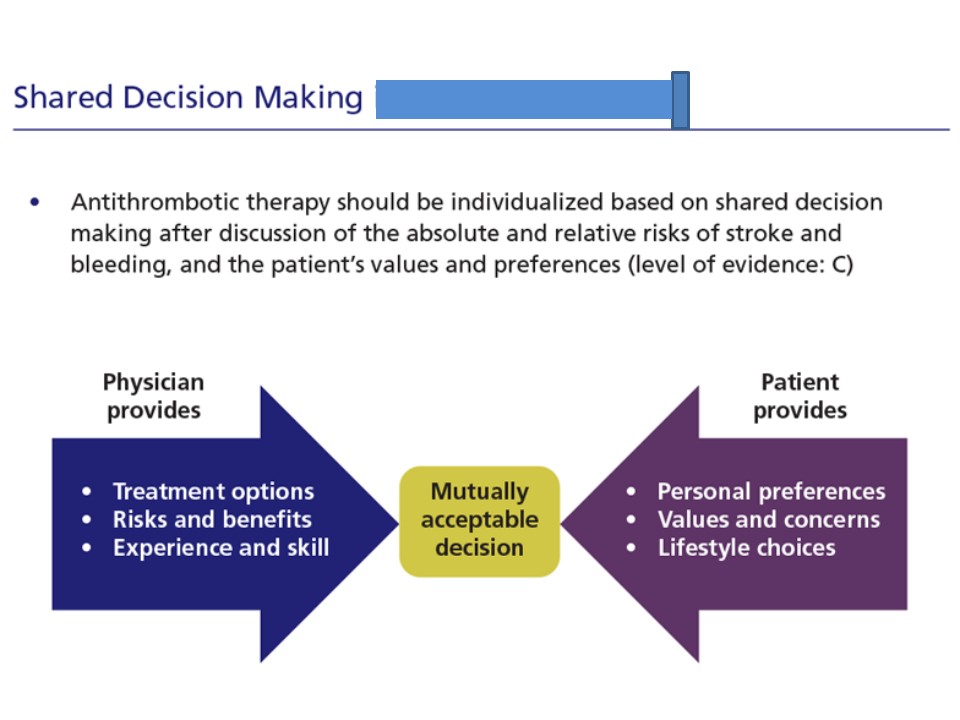 Shared Decision Making
• Antithrombotic therapy should be individualized based on shared decision
making after discussion of the absolute and relative risks of stroke and
bleeding, and the patient’s values and preferences (level of evidence: C)
Physician
provides
• Treatment options
• Risks and benefits
• Experience and skill
Mutually
acceptable
decision
Patient
provides
• Personal preferences
• Values and concerns
• Lifestyle choices